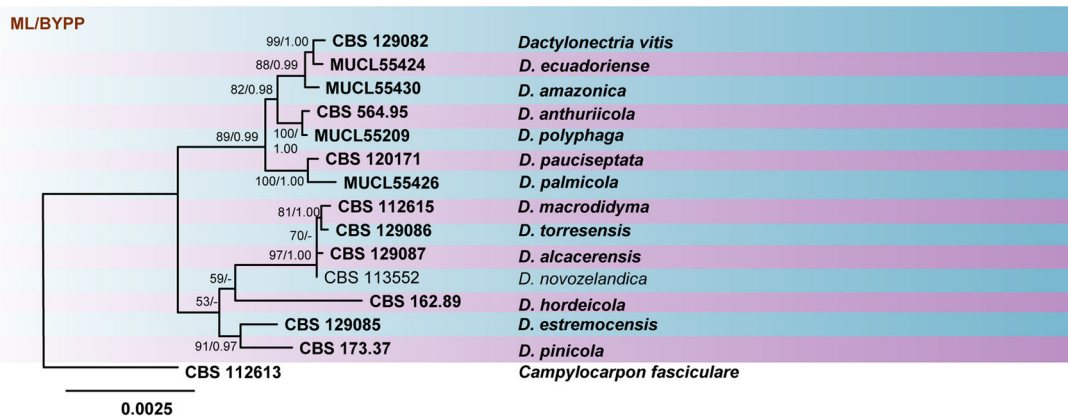 ML/BYPP
99/1.00 CBS 129082 Dactylonectria vitis
88/0.99 MUCL55424 D. ecuadoriense
82/0.98 MUCL55430 D. amazonica
CBS 564.95 D. anthuriicola
89/0.99 100/ MUCL55209 D. polyphaga
1.00
CBS 120171 D. pauciseptata
100/1.00 MUCL55426 D. palmicola
81/1.00 CBS 112615 D. macrodidyma
70/- CBS 129086 D. torresensis
97/1.00 CBS 129087 D. alcacerensis
59/- CBS 113552 D. novozelandica
53/- CBS 162.89 D. hordeicola
CBS 129085 D. estremocensis
91/0.97 CBS 173.37 D. pinicola
CBS 112613 Campylocarpon fasciculare
0.0025